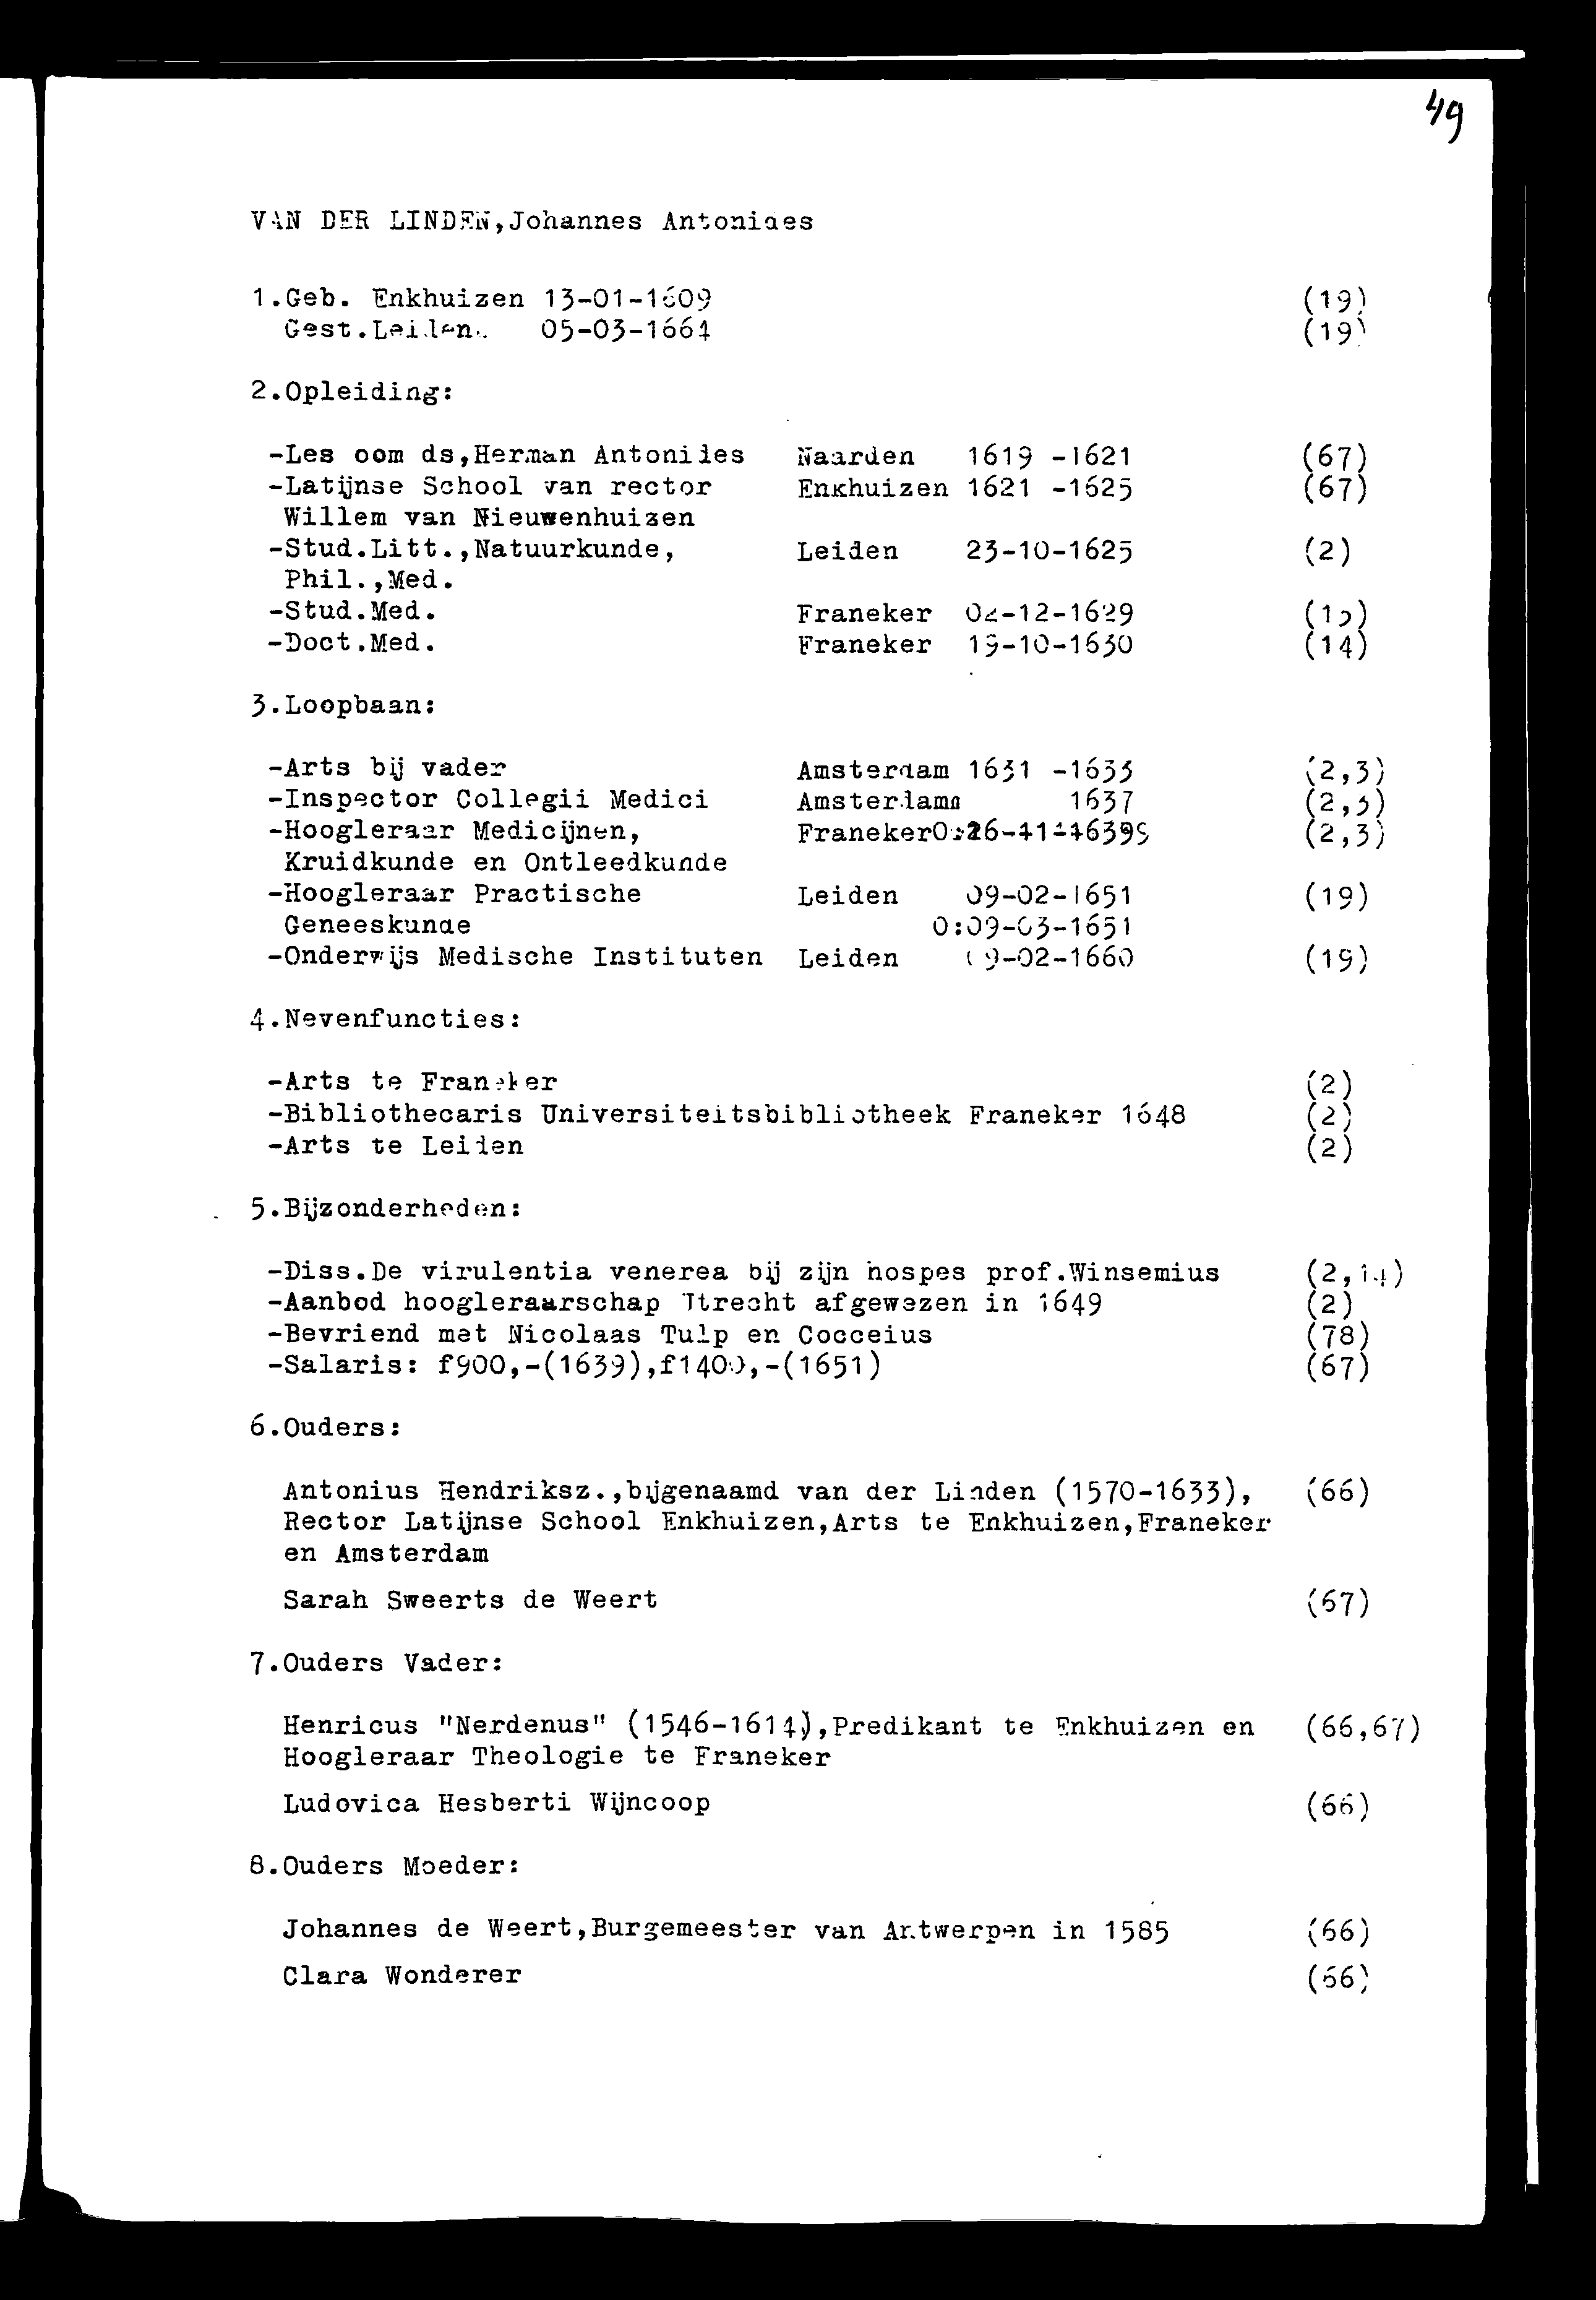 49
VAN DER LINDEN,Johannes Antonides
1.Geb. Enkhuizen 13-01-1609 (19)
Gest.Leiden. 05-03-1664 (19)
2.Opleiding:
-Les oom ds,Herman Antonides Naarden 1619 -1621 (67)
-Latijnse School van rector Enkhuizen 1621 -1625 (67)
Willem van Nieuwenhuizen
-Stud.Litt.,Natuurkunde, Leiden 23-10-1625 (2)
Phil.,Med.
-Stud.Med. Franeker 02-12-1629
-Doct.Med. Franeker 19-10-1630 (14)
3.Loopbaan:
-Arts bij vader Amsterdam 1631 -1633 (2,3)
-Inspector Collegii Medici Amsterdam 1637 (2,3)
-Hoogleraar Medicijnen, Franeker (2,3)
Kruidkunde en Ontleedkunde
-Hoogleraar Practische Leiden 09-02-1651 (19)
Geneeskunde O:09-03-1651
-Onderwijs Medische Instituten Leiden 09-02-1660 (19)
4.Nevenfuncties:
-Arts te Franeker (2)
-Bibliothecaris Universiteitsbibliotheek Franeker 1648 (2)
-Arts te Leiden (2)
5.Bijzonderheden:
-Diss.De virulentia venerea bij zijn hospes prof.Winsemius (2,14)
-Aanbod hoogleraarschap Utrecht afgewezen in 1649 (2)
-Bevriend met Nicolaas Tulp en Cocceius (78)
-Salaris: f900,-(1639),f1400,-(1651) (67)
6.Ouders:
Antonius Hendriksz.,bijgenaamd van der Linden (1570-1633), (66)
Rector Latijnse School Enkhuizen,Arts te Enkhuizen,Franeker
en Amsterdam
Sarah Sweerts de Weert (67)
7.Ouders Vader:
Henricus "Nerdenus" (1546-1614),Predikant te Enkhuizen en (66,67)
Hoogleraar Theologie te Franeker
Ludovica Hesberti Wijncoop (66)
8.Ouders Moeder:
Johannes de Weert,Burgemeester van Antwerpen in 1585 (66)
Clara Wonderer (66)